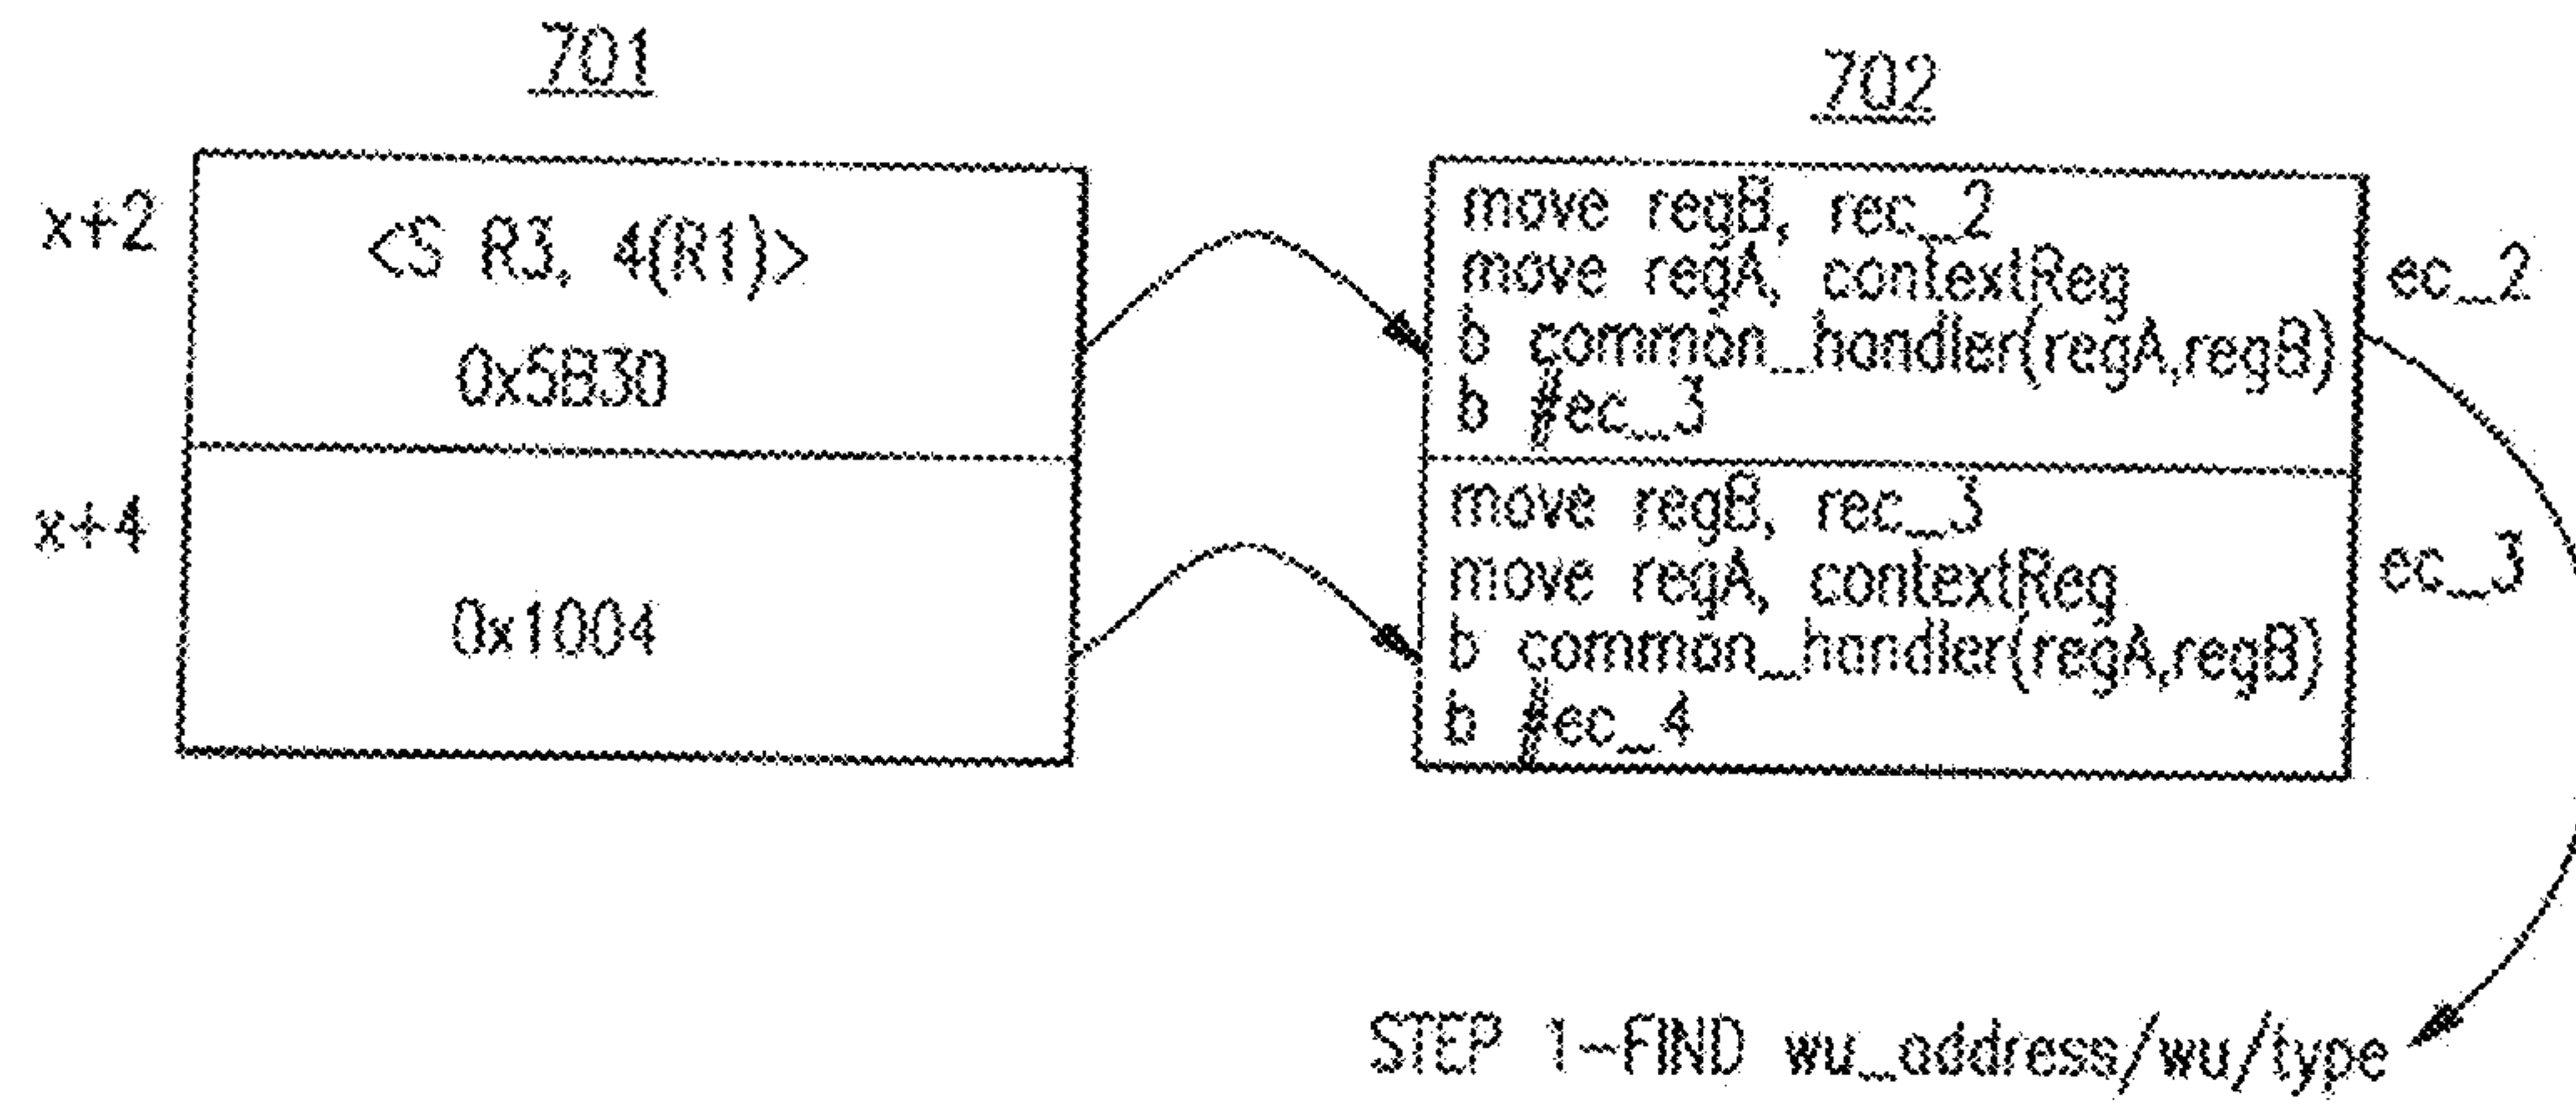 701
702
x+2
<S R3, 4(R1)>
0x5B30
x+4
0x1004
move regB, rec_2
move regA, contextReg
b common_handler(regA,regB)
b #ec_3
ec_2
move regB, rec_3
move regA, contextReg
b common_handler(regA,regB)
b #ec_4
ec_3
STEP 1-FIND wu_address/wu/type